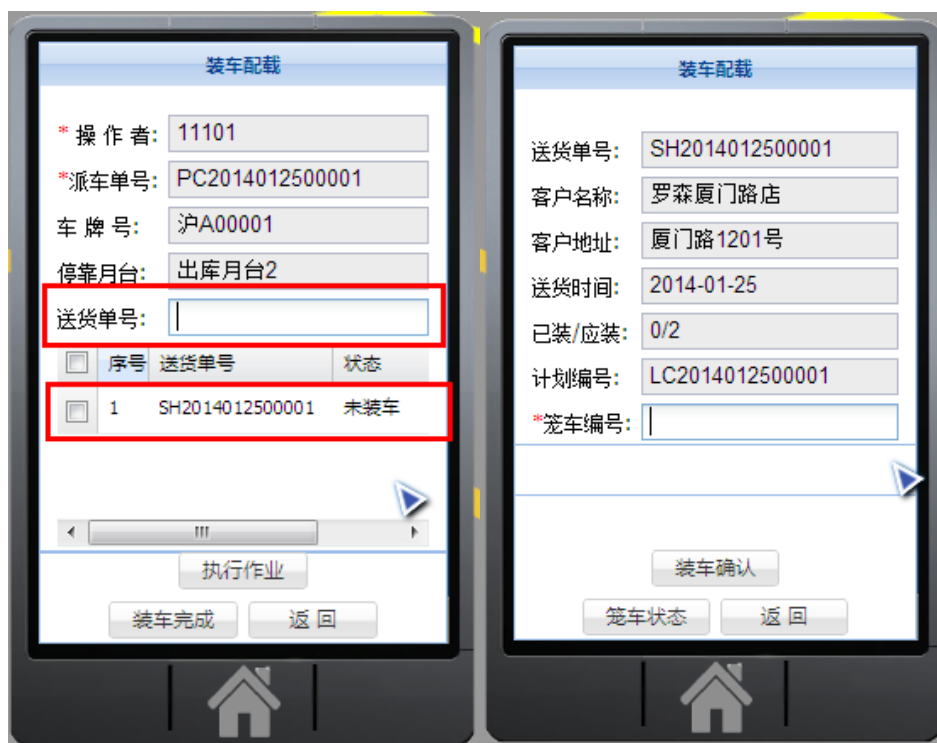 装车配载
* 操 作 者: 11101
*派车单号: PC2014012500001
车 牌 号: 沪A00001
停靠月台: 出库月台2
送货单号:
序号 送货单号 状态
1 SH2014012500001 未装车
执行作业
装车完成 返 回
装车配载
送货单号: SH2014012500001
客户名称: 罗森厦门路店
客户地址: 厦门路1201号
送货时间: 2014-01-25
已装/应装: 0/2
计划编号: LC2014012500001
*笼车编号:
装车确认
笼车状态 返 回